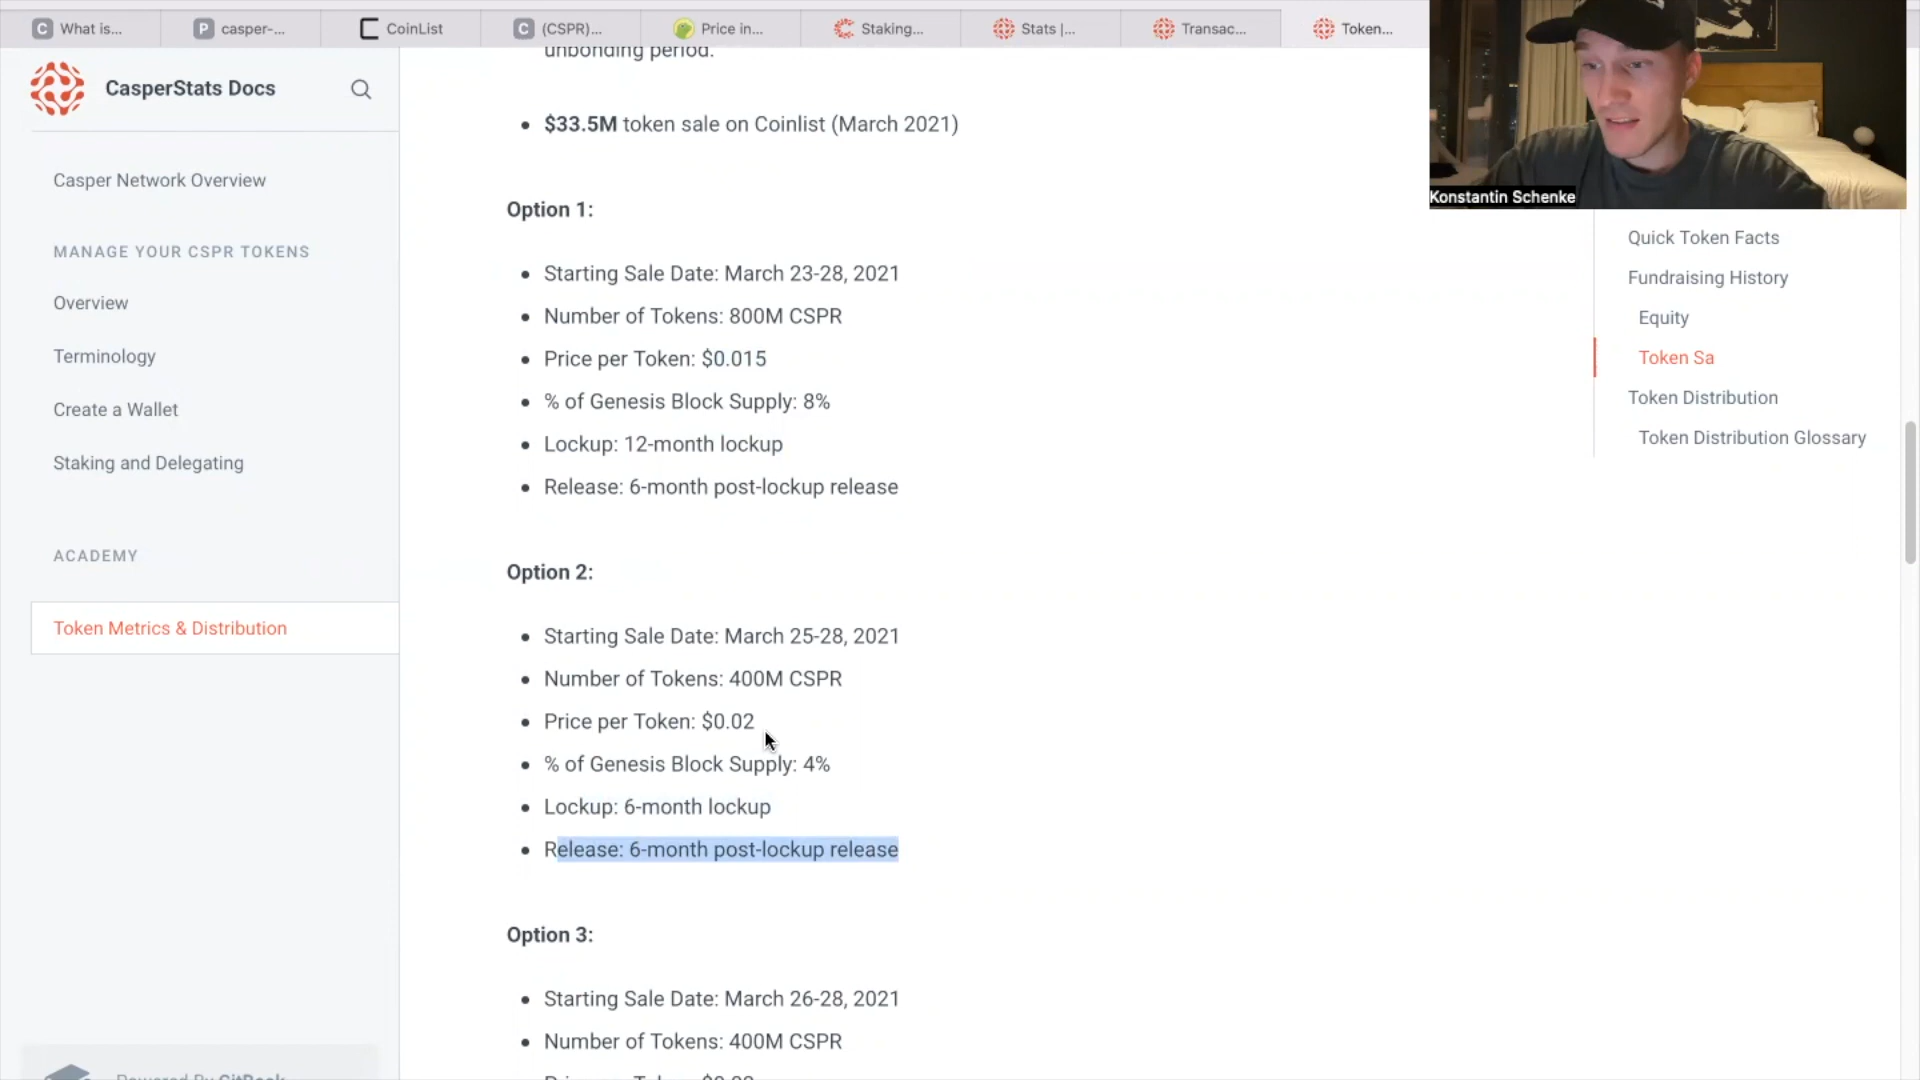 What is...
casper-...
CoinList
(CSPR)...
Price in...
Staking...
Stats |...
Transac...
Token...
CasperStats Docs
Casper Network Overview
MANAGE YOUR CSPR TOKENS
Overview
Terminology
Create a Wallet
Staking and Delegating
ACADEMY
Token Metrics & Distribution
Powered By GitBook
unbonding period.
$33.5M token sale on Coinlist (March 2021)
Option 1:
Starting Sale Date: March 23-28, 2021
Number of Tokens: 800M CSPR
Price per Token: $0.015
% of Genesis Block Supply: 8%
Lockup: 12-month lockup
Release: 6-month post-lockup release
Option 2:
Starting Sale Date: March 25-28, 2021
Number of Tokens: 400M CSPR
Price per Token: $0.02
% of Genesis Block Supply: 4%
Lockup: 6-month lockup
Release: 6-month post-lockup release
Option 3:
Starting Sale Date: March 26-28, 2021
Number of Tokens: 400M CSPR
Konstantin Schenke
Quick Token Facts
Fundraising History
Equity
Token Sa
Token Distribution
Token Distribution Glossary